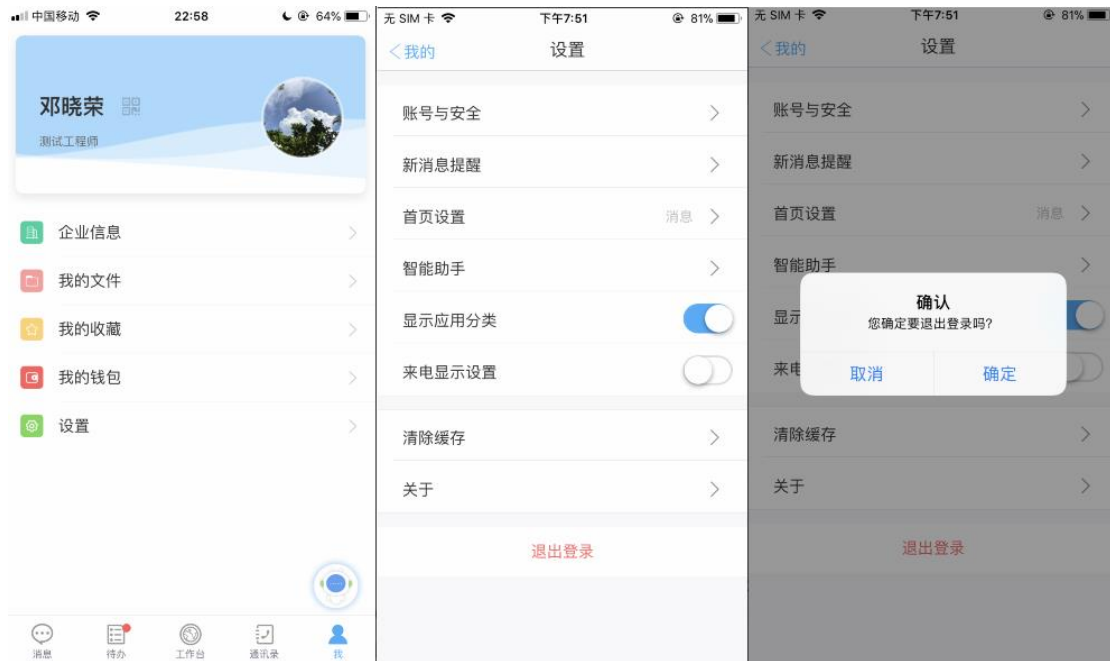 中国移动 22:58 64%
邓晓荣
测试工程师
企业信息
我的文件
我的收藏
我的钱包
设置
消息 待办 工作台 通讯录 我
无 SIM 卡 下午7:51 81%
我的 设置
账号与安全
新消息提醒
首页设置 消息
智能助手
显示应用分类
来电显示设置
清除缓存
关于
退出登录
无 SIM 卡 下午7:51 81%
我的 设置
账号与安全
新消息提醒
首页设置 消息
智能助手
显示
确认
您确定要退出登录吗?
来电
取消 确定
清除缓存
关于
退出登录